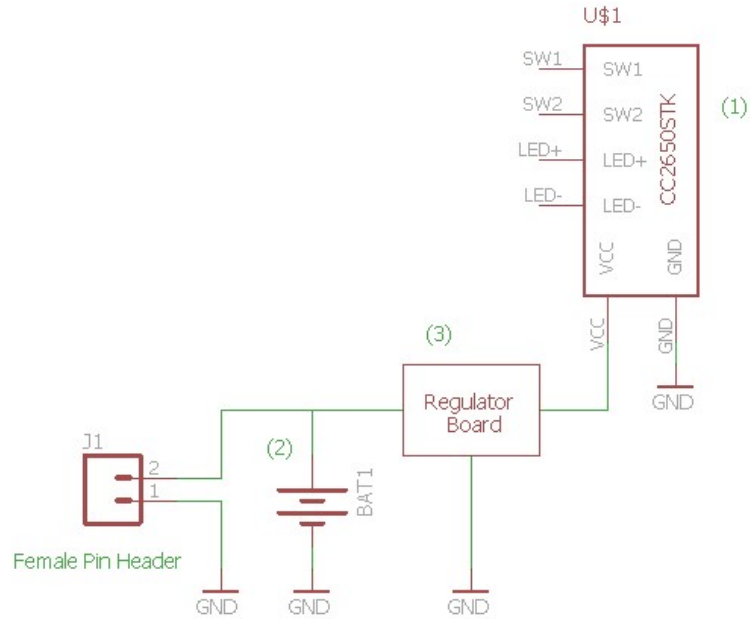 U$1
SW1 SW1
SW2 SW2
LED+ LED+
LED- LED-
CC2650STK
(1)
VCC GND
VCC GND
GND
(3)
Regulator
Board
J1
2
1
(2)
BAT1
Female Pin Header
GND GND GND